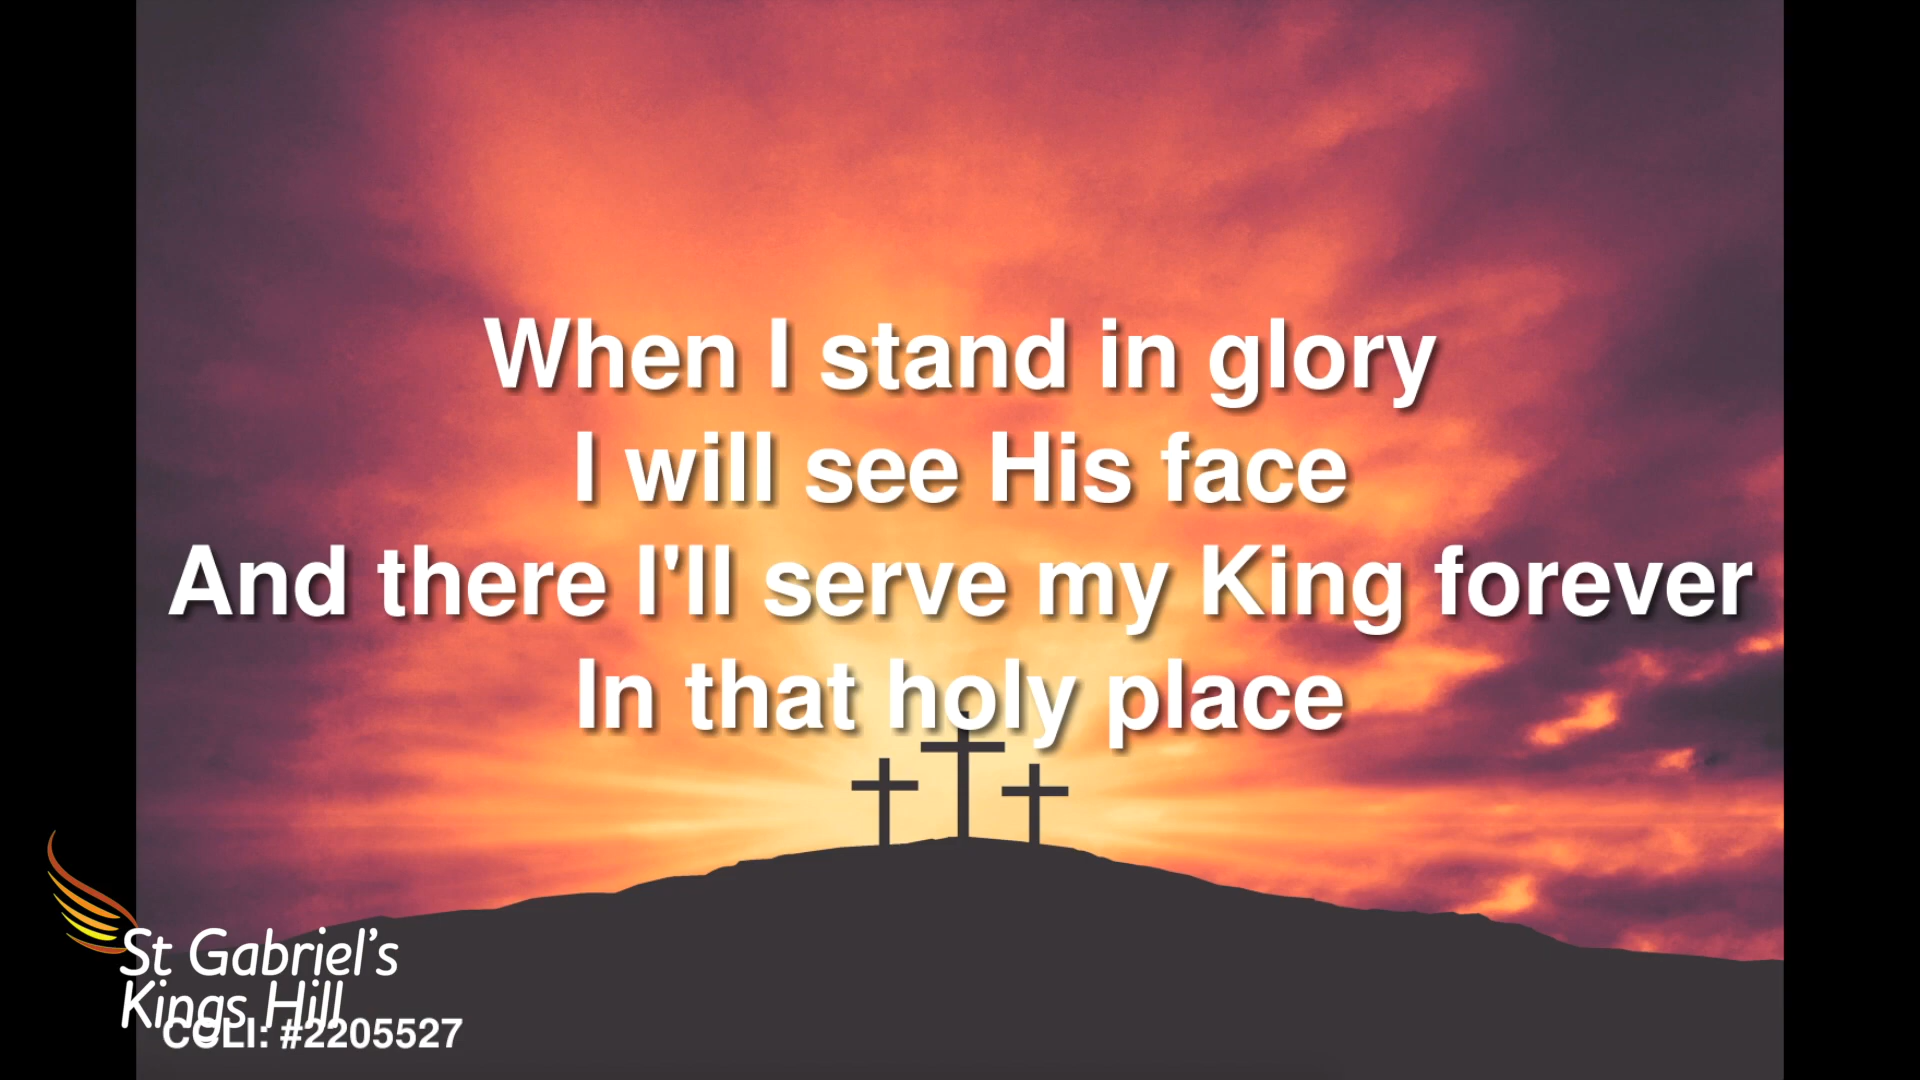 When I stand in glory
I will see His face
And there I'll serve my King forever
In that holy place
St Gabriel's
Kings Hill
CCLI: #2205527